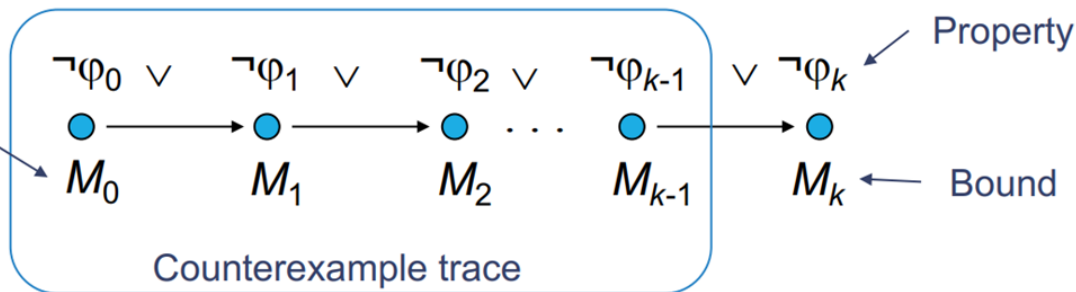 Property
¬φ₀ ∨ ¬φ₁ ∨ ¬φ₂ ∨ ¬φₖ₋₁ ∨ ¬φₖ
. . .
M₀ M₁ M₂ Mₖ₋₁ Mₖ Bound
Counterexample trace